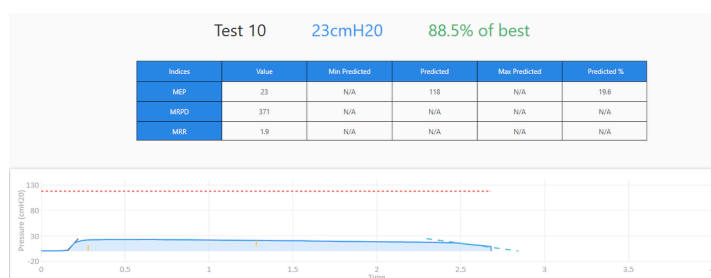 Test 10 23cmH20 88.5% of best
Indices Value Min Predicted Predicted Max Predicted Predicted %
MEP 23 N/A 118 N/A 19.6
MRPD 371 N/A N/A N/A N/A
MRR 1.9 N/A N/A N/A N/A
Pressure (cmH20)
130
80
30
-20
0 0.5 1 1.5 2 2.5 3 3.5
Time